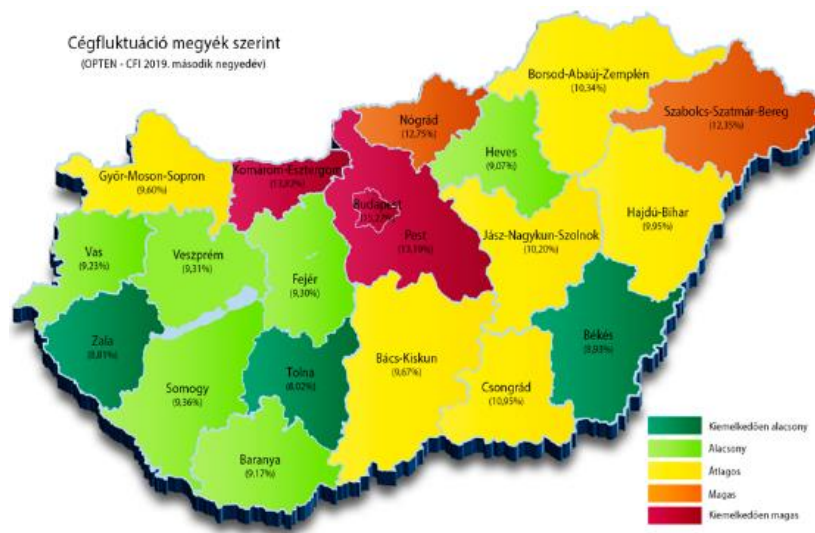 Cégfluktuáció megyék szerint
(OPTEN - CFI 2019. második negyedév)
Borsod-Abaúj-Zemplén
(10,34%)
Nógrád
(12,75%)
Szabolcs-Szatmár-Bereg
(12,35%)
Heves
(9,07%)
Komárom-Esztergom
Győr-Moson-Sopron
(9,60%)
Budapest
Pest
Hajdú-Bihar
(9,95%)
Jász-Nagykun-Szolnok
(10,20%)
Vas
(9,23%)
Veszprém
(9,31%)
Fejér
(9,30%)
Zala
(8,81%)
Tolna
(8,02%)
Békés
(8,93%)
Bács-Kiskun
(9,67%)
Somogy
(9,36%)
Csongrád
(10,95%)
Baranya
(9,17%)
Kiemelkedően alacsony
Alacsony
Átlagos
Magas
Kiemelkedően magas